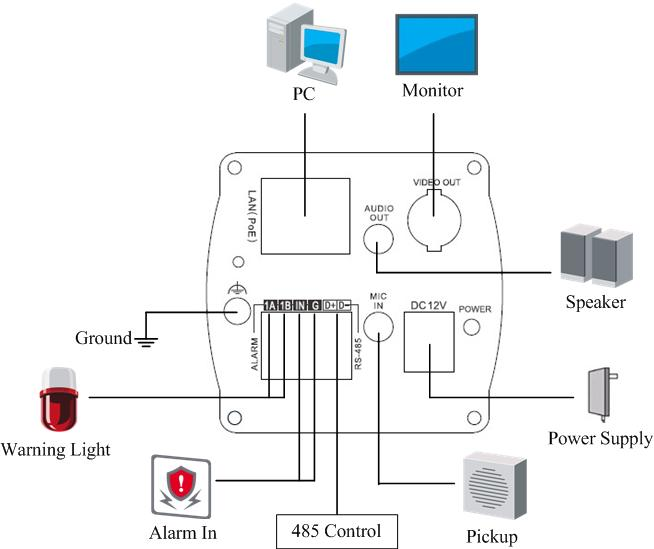 PC
Monitor
VIDEO OUT
LAN(PoE)
AUDIO
OUT
Speaker
1A 1B IN G D+ D-
MIC
IN
DC 12V
POWER
Ground
ALARM
RS-485
Warning Light
Power Supply
Alarm In
485 Control
Pickup